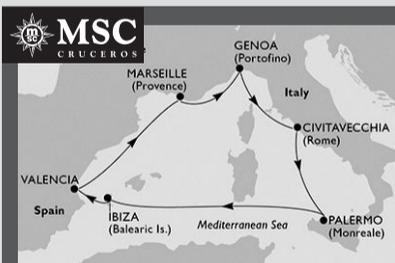 MSC
CRUCEROS
GENOA
(Portofino)
MARSEILLE
(Provence)
Italy
CIVITAVECCHIA
(Rome)
VALENCIA
Spain
IBIZA
(Balearic Is.)
Mediterranean Sea
PALERMO
(Monreale)